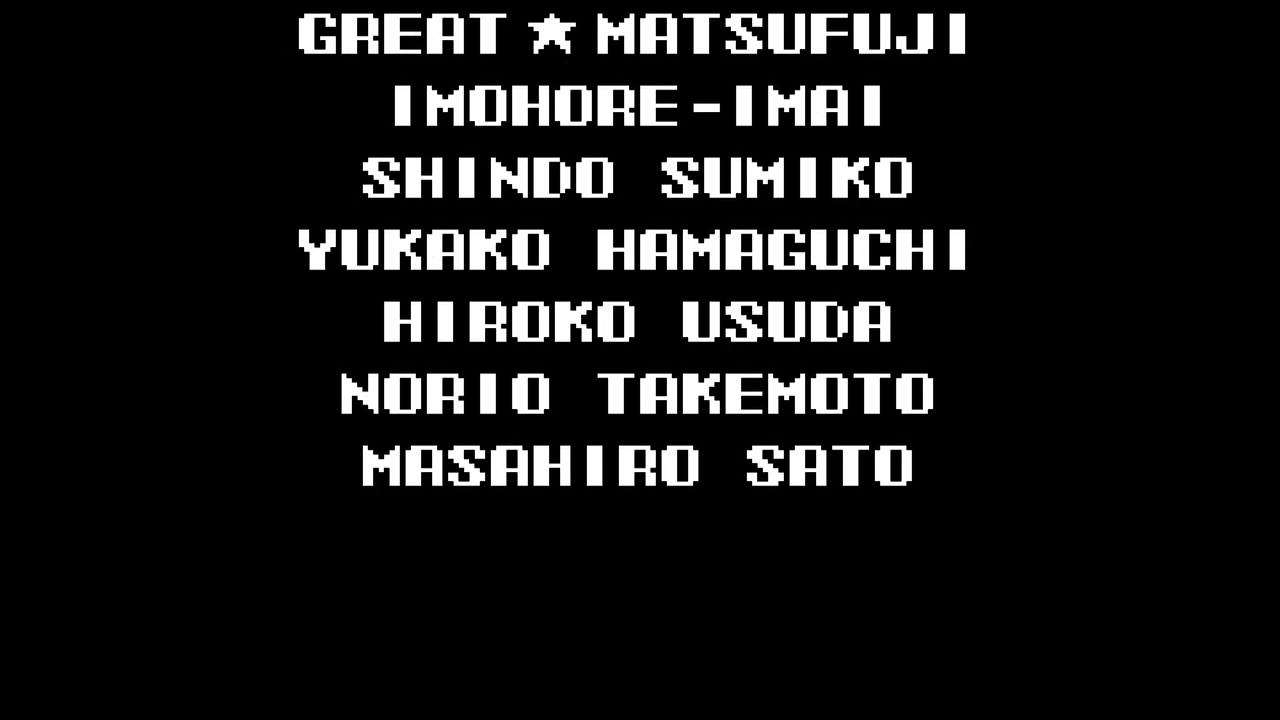 GREAT★MATSUFUJI
IMOHORE-IMAI
SHINDO SUMIKO
YUKAKO HAMAGUCHI
HIROKO USUDA
NORIO TAKEMOTO
MASAHIRO SATO